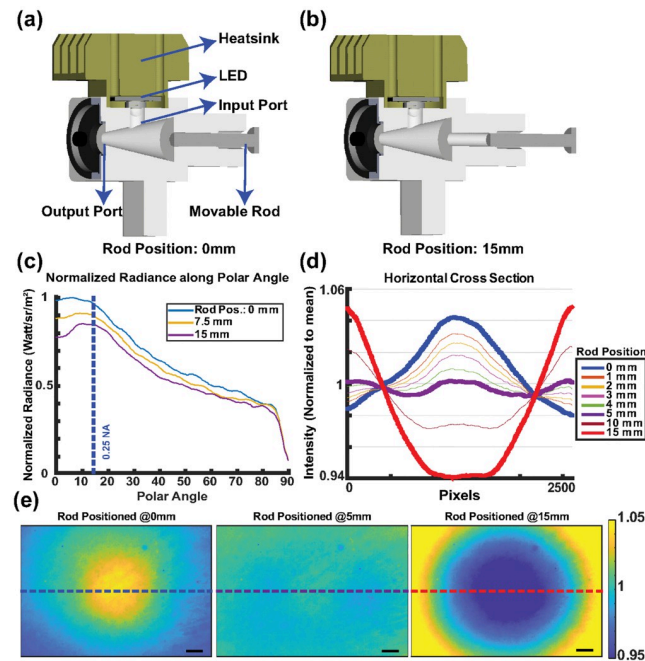 (a)
(b)
Heatsink
LED
Input Port
Output Port
Movable Rod
Rod Position: 0mm
Rod Position: 15mm
(c)
(d)
Normalized Radiance along Polar Angle
Normalized Radiance (Watt/sr/m²)
1
0.5
0
Rod Pos.: 0 mm
7.5 mm
15 mm
0.25 NA
0 10 20 30 40 50 60 70 80 90
Polar Angle
Horizontal Cross Section
Intensity (Normalized to mean)
1.06
1
0.94
Rod Position
0 mm
1 mm
2 mm
3 mm
4 mm
5 mm
10 mm
15 mm
0 2500
Pixels
(e)
Rod Positioned @0mm
Rod Positioned @5mm
Rod Positioned @15mm
1.05
1
0.95